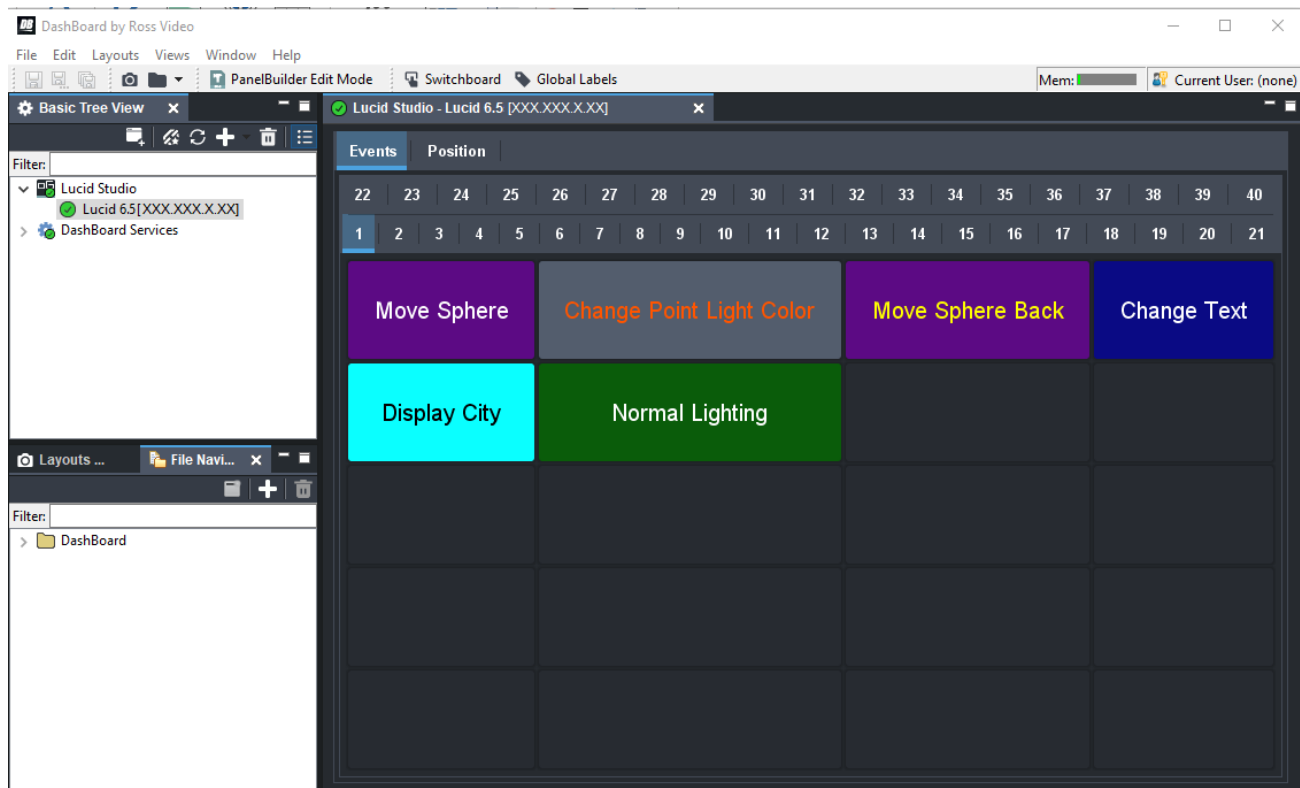 DB DashBoard by Ross Video
File Edit Layouts Views Window Help
PanelBuilder Edit Mode Switchboard Global Labels Mem: Current User: (none)
Basic Tree View
Filter:
Lucid Studio
Lucid 6.5[XXX.XXX.X.XX]
DashBoard Services
Layouts ... File Navi...
Filter:
DashBoard
Lucid Studio - Lucid 6.5 [XXX.XXX.X.XX]
Events Position
22 23 24 25 26 27 28 29 30 31 32 33 34 35 36 37 38 39 40
1 2 3 4 5 6 7 8 9 10 11 12 13 14 15 16 17 18 19 20 21
Move Sphere Change Point Light Color Move Sphere Back Change Text
Display City Normal Lighting